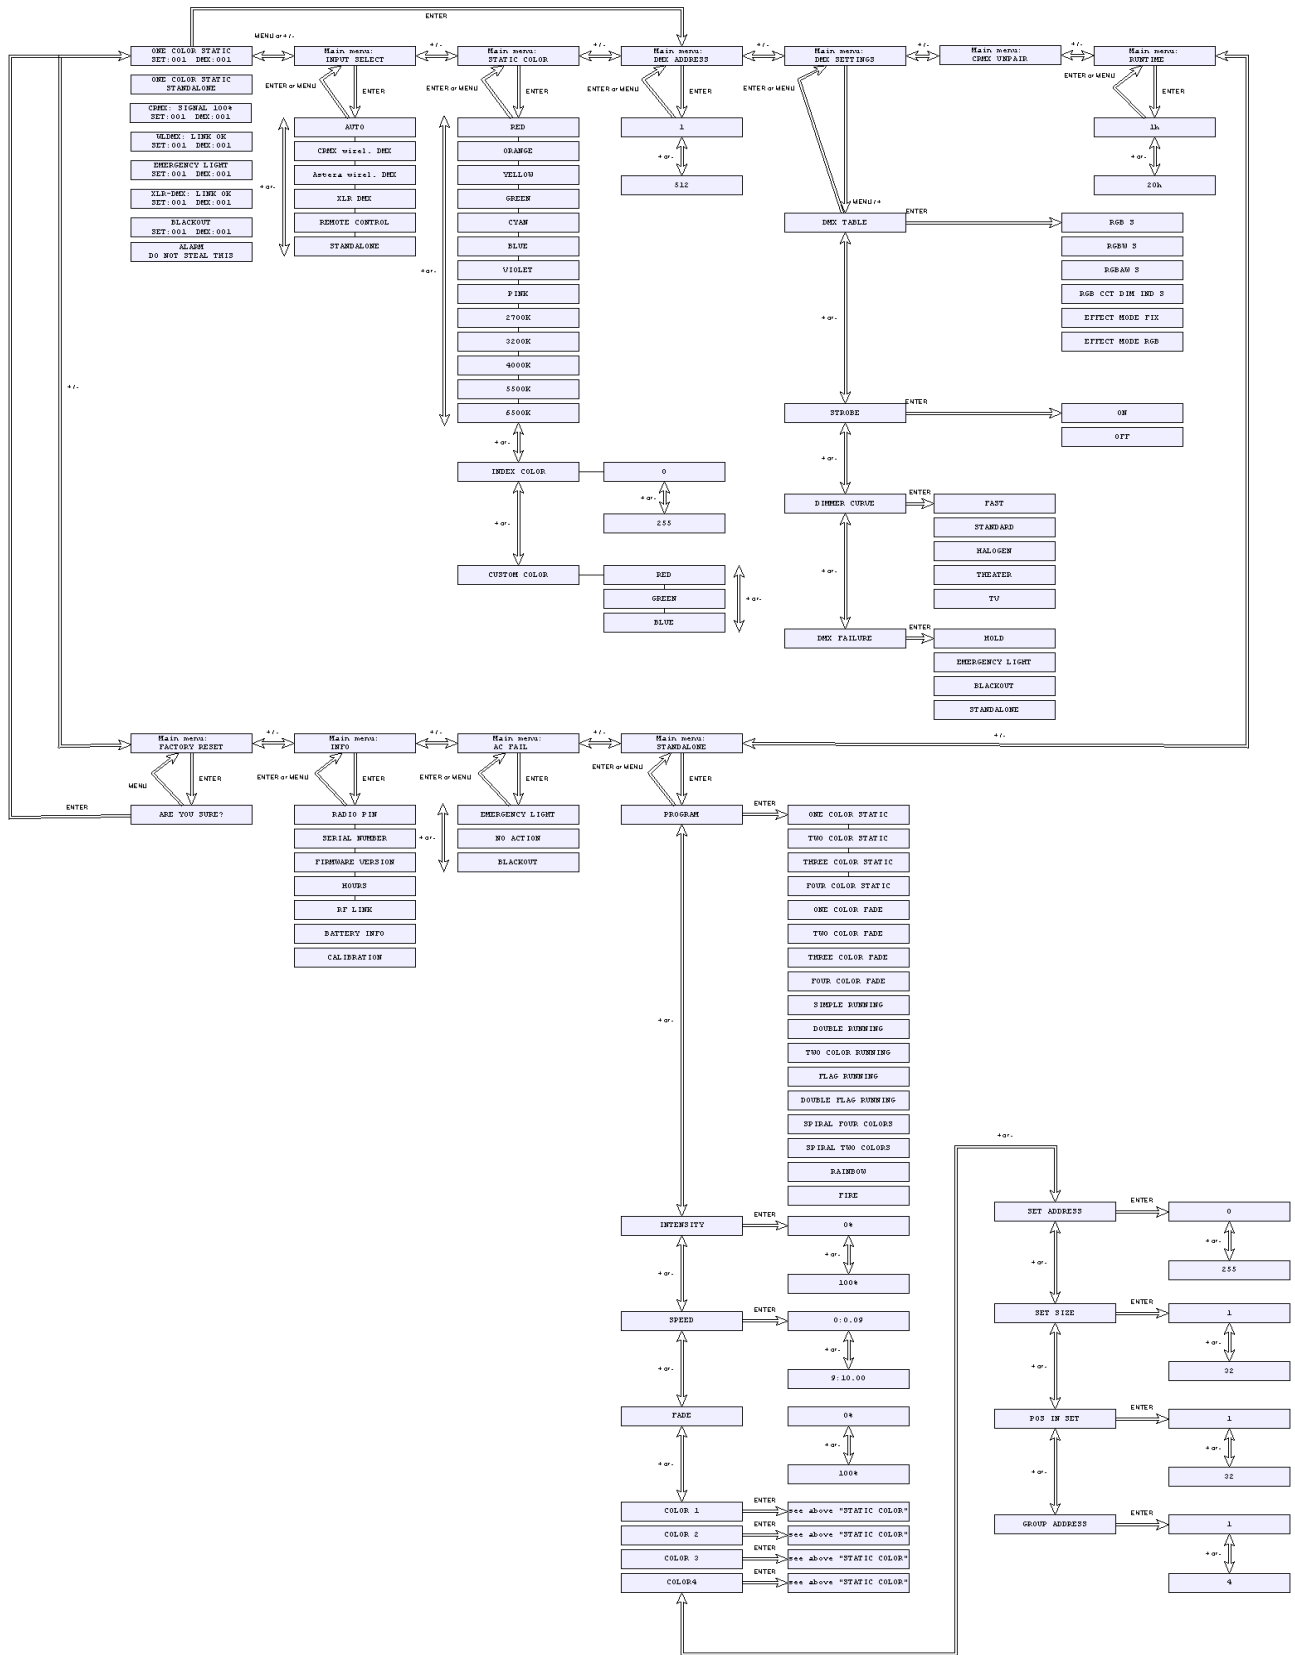 ENTER
MENU or +/-
+/-
+/-
+/-
+/-
+/-
ONE COLOR STATIC
SET:001 DMX:001
Main menu:
INPUT SELECT
Main menu:
STATIC COLOR
Main menu:
DMX ADDRESS
Main menu:
DMX SETTINGS
Main menu:
CRMX UNPAIR
Main menu:
RUNTIME
ONE COLOR STATIC
STANDALONE
CRMX: SIGNAL 100%
SET:001 DMX:001
WLDMX: LINK OK
SET:001 DMX:001
EMERGENCY LIGHT
SET:001 DMX:001
XLR-DMX: LINK OK
SET:001 DMX:001
BLACKOUT
SET:001 DMX:001
ALARM
DO NOT STEAL THIS
+/-
ENTER or MENU
ENTER
+ or -
AUTO
CRMX wirel. DMX
Astera wirel. DMX
XLR DMX
REMOTE CONTROL
STANDALONE
ENTER or MENU
ENTER
+ or -
RED
ORANGE
YELLOW
GREEN
CYAN
BLUE
VIOLET
PINK
2700K
3200K
4000K
5500K
6500K
+ or -
INDEX COLOR
0
+ or -
255
+ or -
CUSTOM COLOR
RED
GREEN
BLUE
+ or -
ENTER or MENU
ENTER
1
+ or -
512
ENTER or MENU
MENU / +
DMX TABLE
ENTER
RGB S
RGBW S
RGBAW S
RGB CCT DIM IND S
EFFECT MODE FIX
EFFECT MODE RGB
+ or -
STROBE
ENTER
ON
OFF
+ or -
DIMMER CURVE
ENTER
FAST
STANDARD
HALOGEN
THEATER
TV
+ or -
DMX FAILURE
ENTER
HOLD
EMERGENCY LIGHT
BLACKOUT
STANDALONE
ENTER or MENU
ENTER
1h
+ or -
20h
+/-
+/-
+/-
+/-
Main menu:
FACTORY RESET
Main menu:
INFO
Main menu:
AC FAIL
Main menu:
STANDALONE
MENU
ENTER
ENTER
ARE YOU SURE?
ENTER or MENU
ENTER
RADIO PIN
SERIAL NUMBER
FIRMWARE VERSION
HOURS
RF LINK
BATTERY INFO
CALIBRATION
ENTER or MENU
ENTER
+ or -
EMERGENCY LIGHT
NO ACTION
BLACKOUT
ENTER or MENU
ENTER
PROGRAM
ENTER
ONE COLOR STATIC
TWO COLOR STATIC
THREE COLOR STATIC
FOUR COLOR STATIC
ONE COLOR FADE
TWO COLOR FADE
THREE COLOR FADE
FOUR COLOR FADE
SIMPLE RUNNING
DOUBLE RUNNING
TWO COLOR RUNNING
FLAG RUNNING
DOUBLE FLAG RUNNING
SPIRAL FOUR COLORS
SPIRAL TWO COLORS
RAINBOW
FIRE
+ or -
INTENSITY
ENTER
0%
+ or -
100%
+ or -
SPEED
ENTER
0:0.09
+ or -
9:10.00
+ or -
FADE
0%
+ or -
100%
+ or -
COLOR 1
ENTER
see above "STATIC COLOR"
COLOR 2
ENTER
see above "STATIC COLOR"
COLOR 3
ENTER
see above "STATIC COLOR"
COLOR4
ENTER
see above "STATIC COLOR"
+ or -
SET ADDRESS
ENTER
0
+ or -
255
+ or -
SET SIZE
ENTER
1
+ or -
32
+ or -
POS IN SET
ENTER
1
+ or -
32
+ or -
GROUP ADDRESS
ENTER
1
+ or -
4